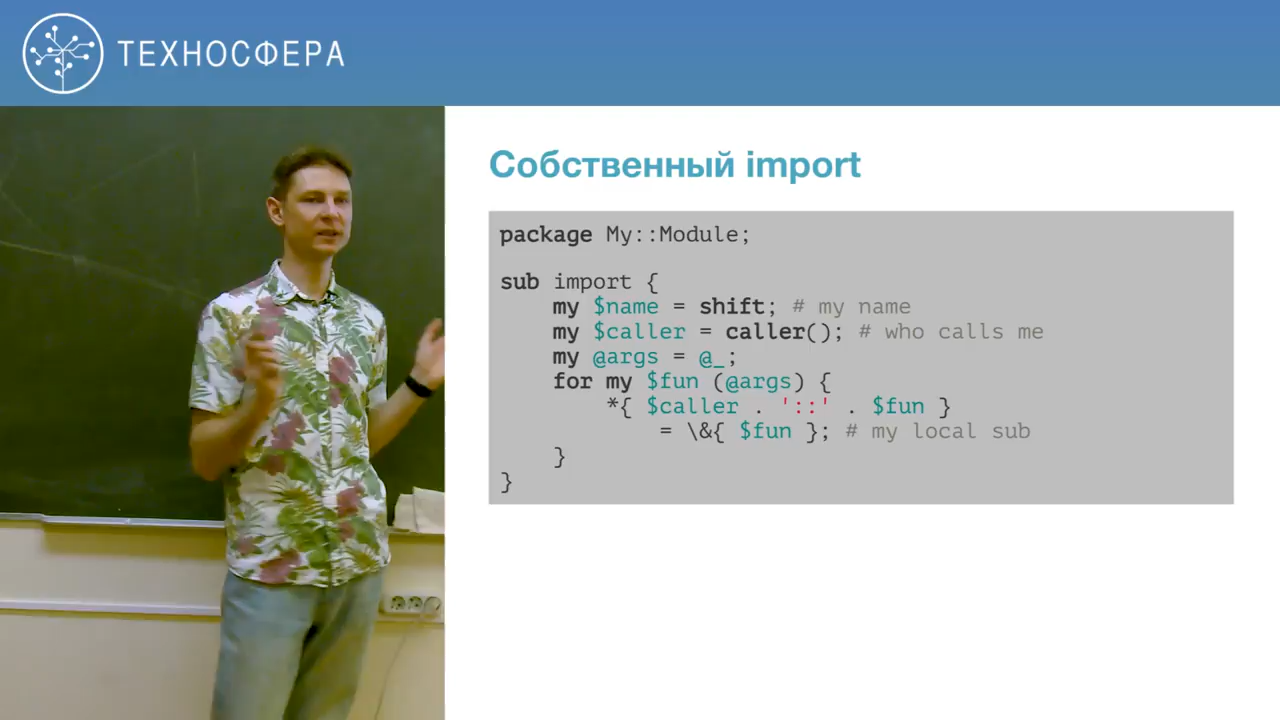 ТЕХНОСФЕРА
Собственный import
package My::Module;
sub import {
    my $name = shift; # my name
    my $caller = caller(); # who calls me
    my @args = @_;
    for my $fun (@args) {
        *{ $caller . '::' . $fun }
            = \&{ $fun }; # my local sub
    }
}